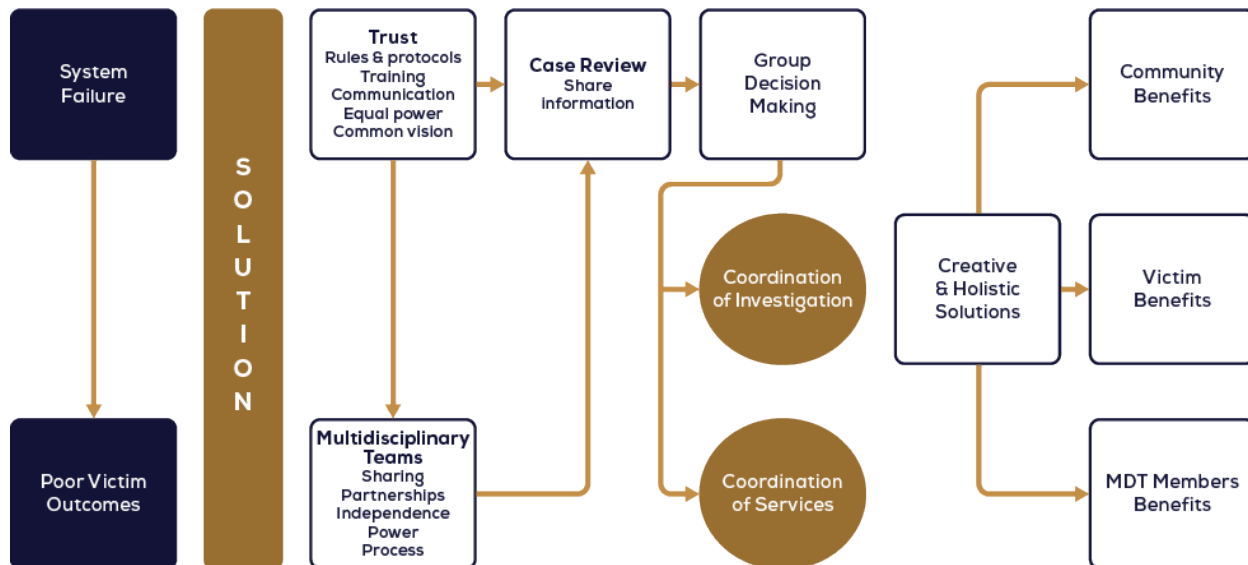 System
Failure
Poor Victim
Outcomes
SOLUTION
Trust
Rules & protocols
Training
Communication
Equal power
Common vision
Multidisciplinary
Teams
Sharing
Partnerships
Independence
Power
Process
Case Review
Share
information
Group
Decision
Making
Coordination
of Investigation
Coordination
of Services
Creative
& Holistic
Solutions
Community
Benefits
Victim
Benefits
MDT Members
Benefits